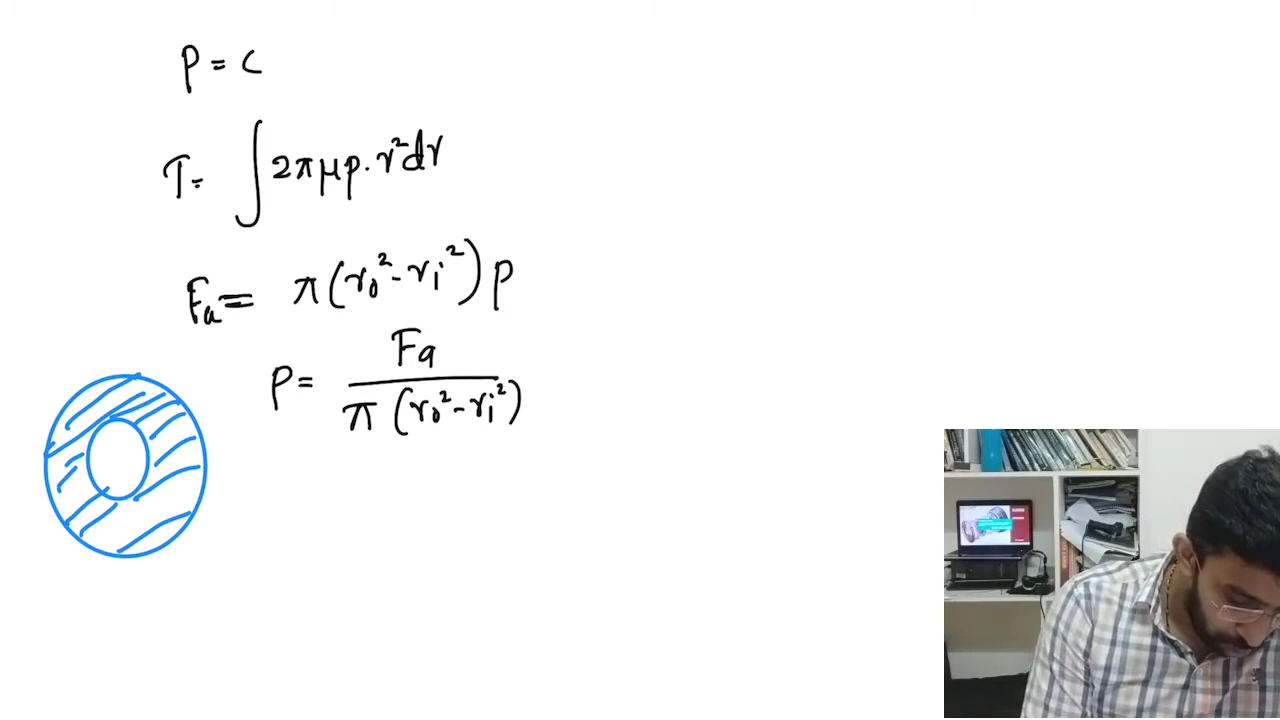 p = c
T = ∫ 2πμp. r²dr
Fa = π(r₀² - rᵢ²) p
p = Fa / π (r₀² - rᵢ²)